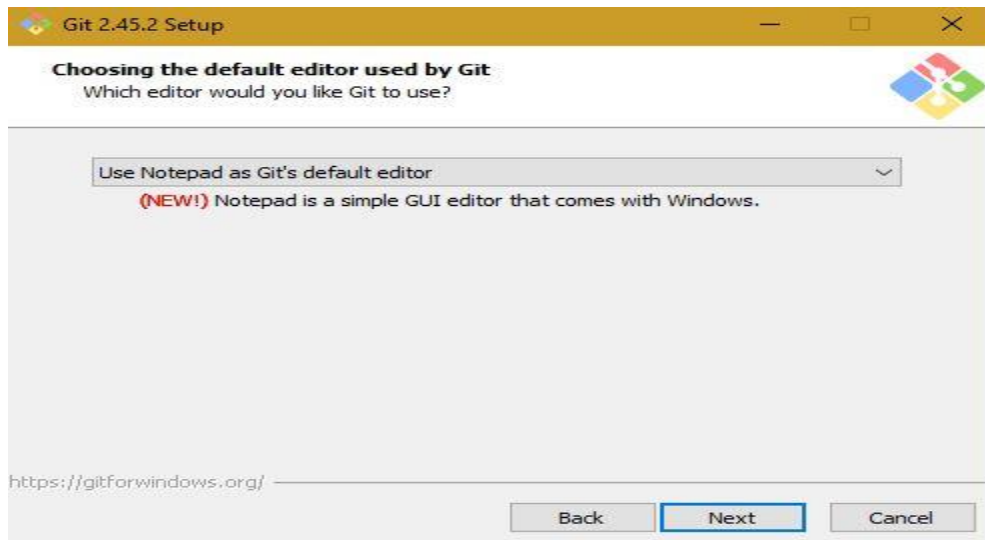 Git 2.45.2 Setup
Choosing the default editor used by Git
Which editor would you like Git to use?
Use Notepad as Git's default editor
(NEW!) Notepad is a simple GUI editor that comes with Windows.
https://gitforwindows.org/
Back Next Cancel